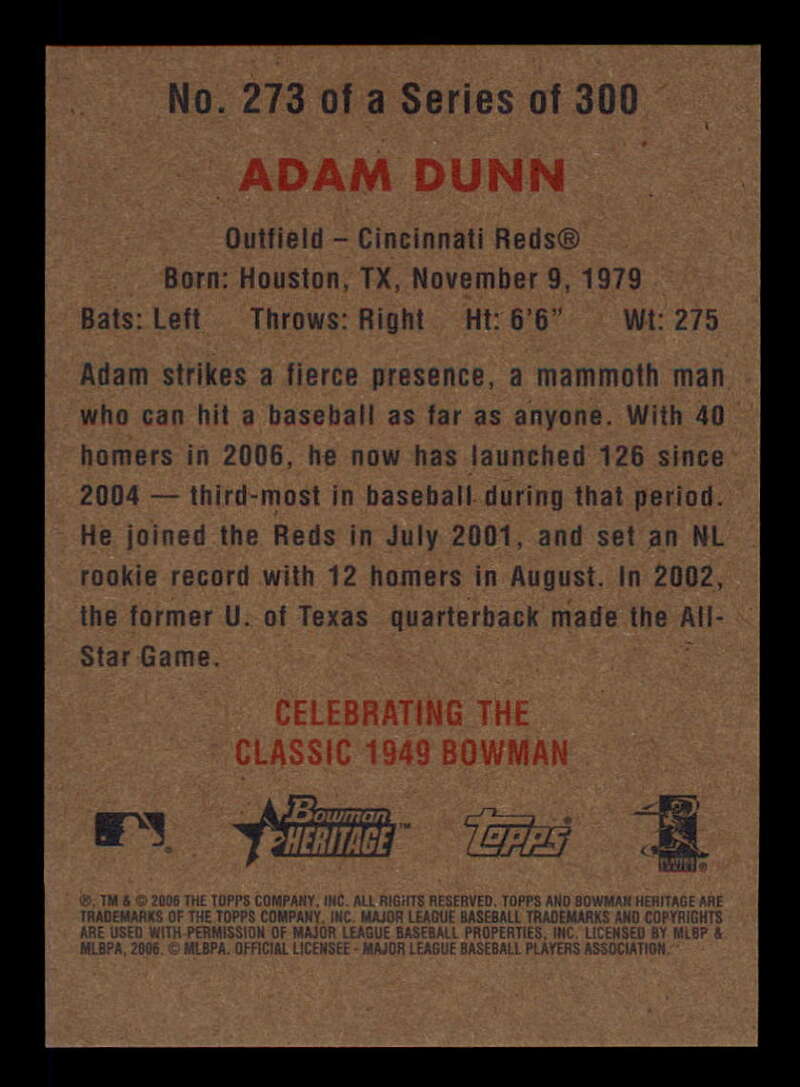 No. 273 of a Series of 300
ADAM DUNN
Outfield – Cincinnati Reds®
Born: Houston, TX, November 9, 1979
Bats: Left Throws: Right Ht: 6'6" Wt: 275
Adam strikes a fierce presence, a mammoth man
who can hit a baseball as far as anyone. With 40
homers in 2006, he now has launched 126 since
2004 — third-most in baseball during that period.
He joined the Reds in July 2001, and set an NL
rookie record with 12 homers in August. In 2002,
the former U. of Texas quarterback made the All-
Star Game.
CELEBRATING THE
CLASSIC 1949 BOWMAN
Bowman
HERITAGE™
Topps®
®, TM & © 2006 THE TOPPS COMPANY, INC. ALL RIGHTS RESERVED. TOPPS AND BOWMAN HERITAGE ARE
TRADEMARKS OF THE TOPPS COMPANY, INC. MAJOR LEAGUE BASEBALL TRADEMARKS AND COPYRIGHTS
ARE USED WITH PERMISSION OF MAJOR LEAGUE BASEBALL PROPERTIES, INC. LICENSED BY MLBP &
MLBPA, 2006. © MLBPA. OFFICIAL LICENSEE - MAJOR LEAGUE BASEBALL PLAYERS ASSOCIATION.